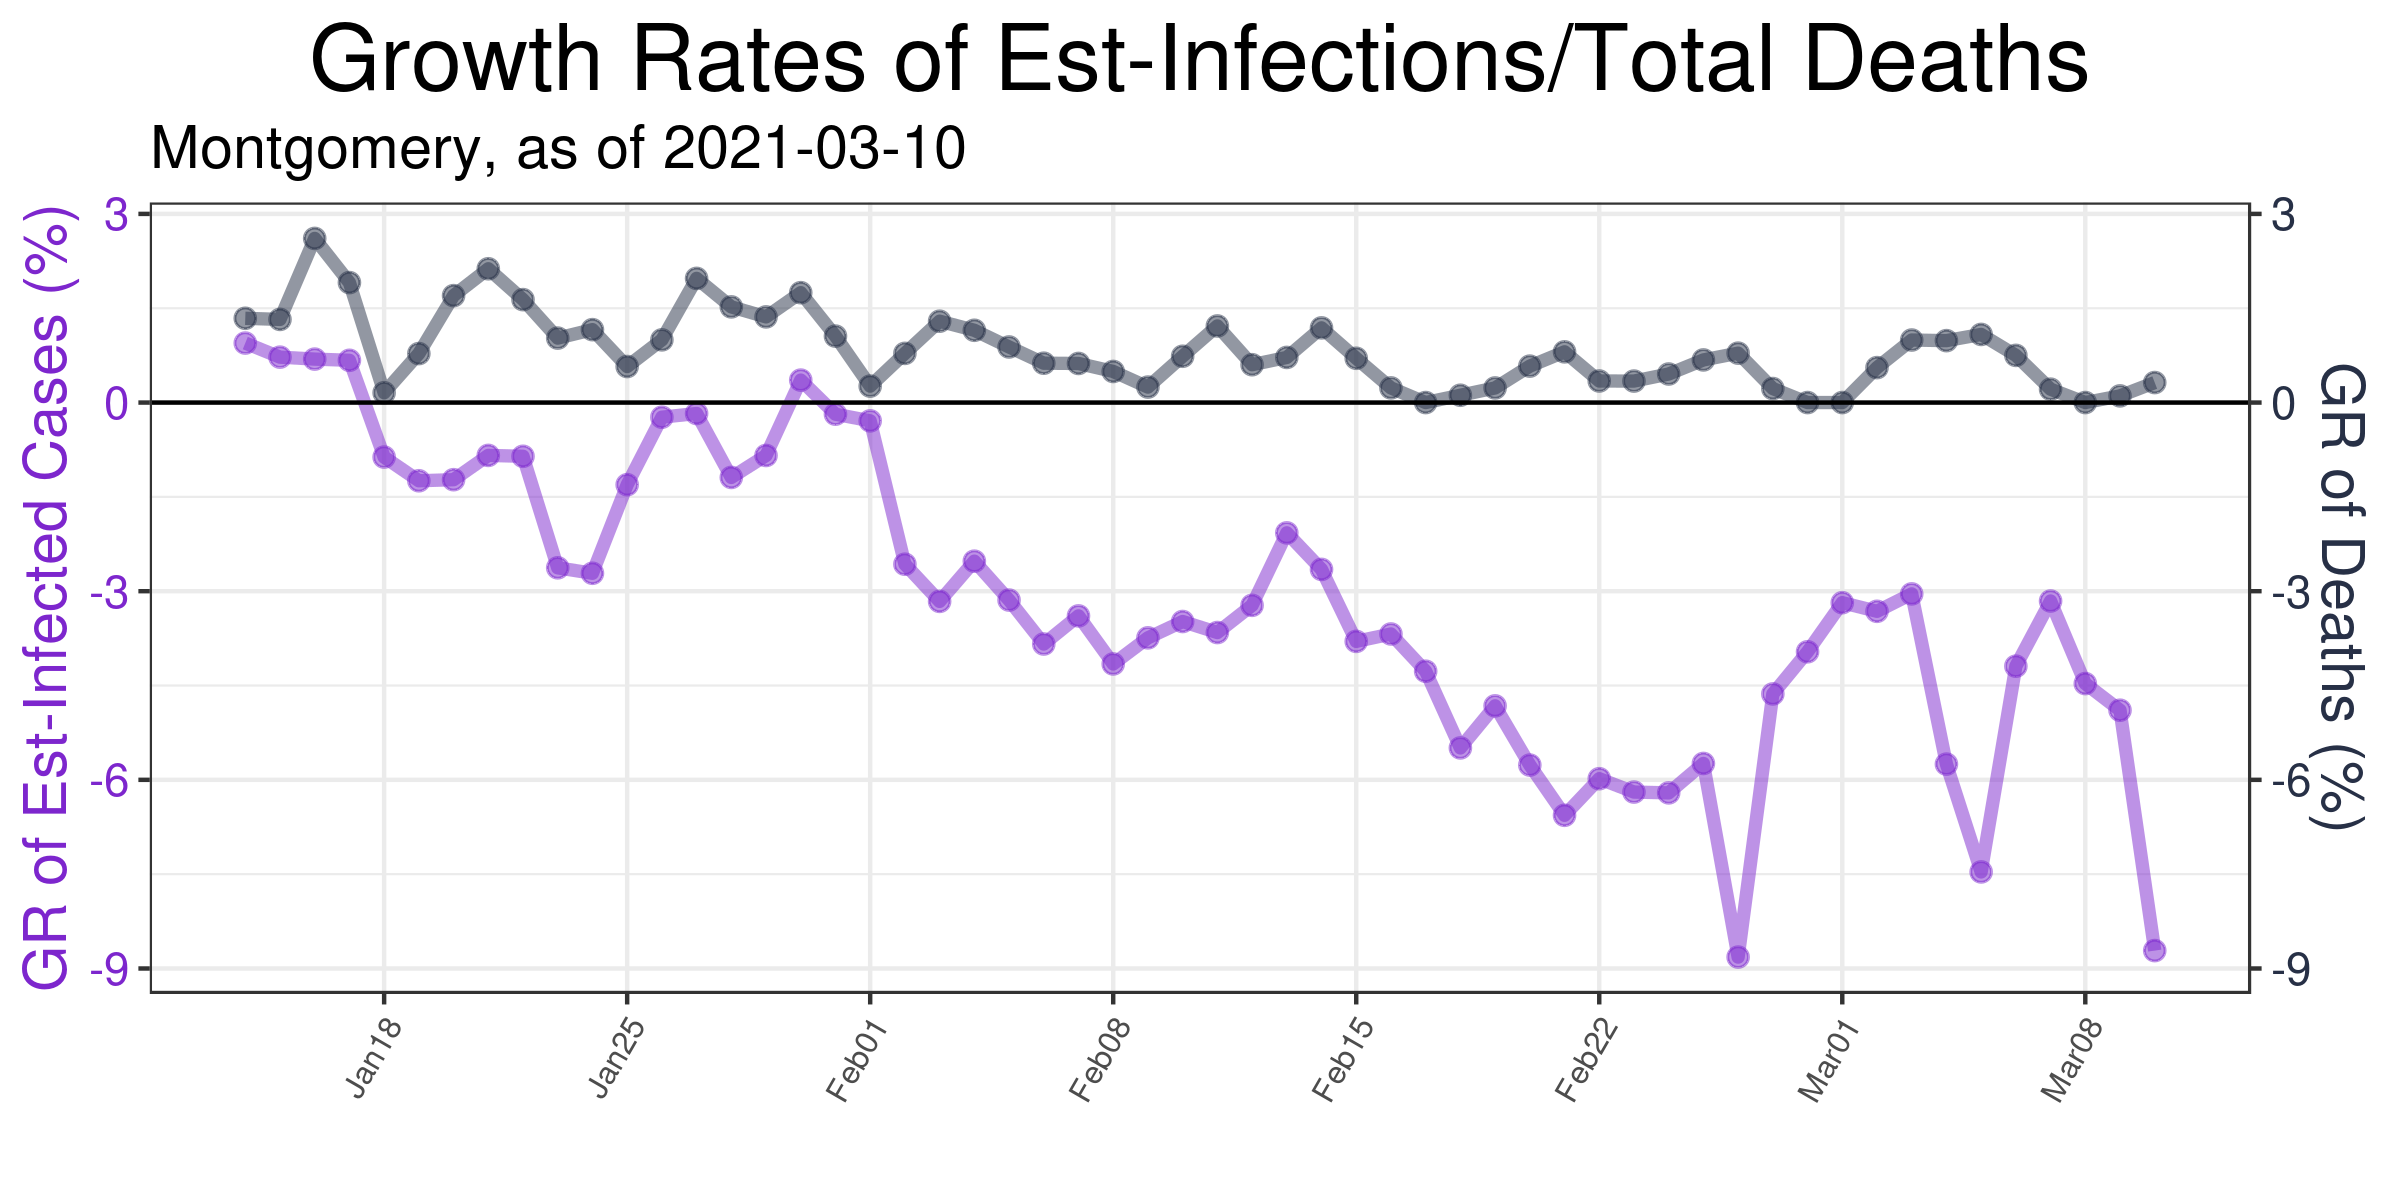 Growth Rates of Est-Infections/Total Deaths
Montgomery, as of 2021-03-10
GR of Est-Infected Cases (%)
3
0
-3
-6
-9
3
0
-3
-6
-9
GR of Deaths (%)
Jan18
Jan25
Feb01
Feb08
Feb15
Feb22
Mar01
Mar08